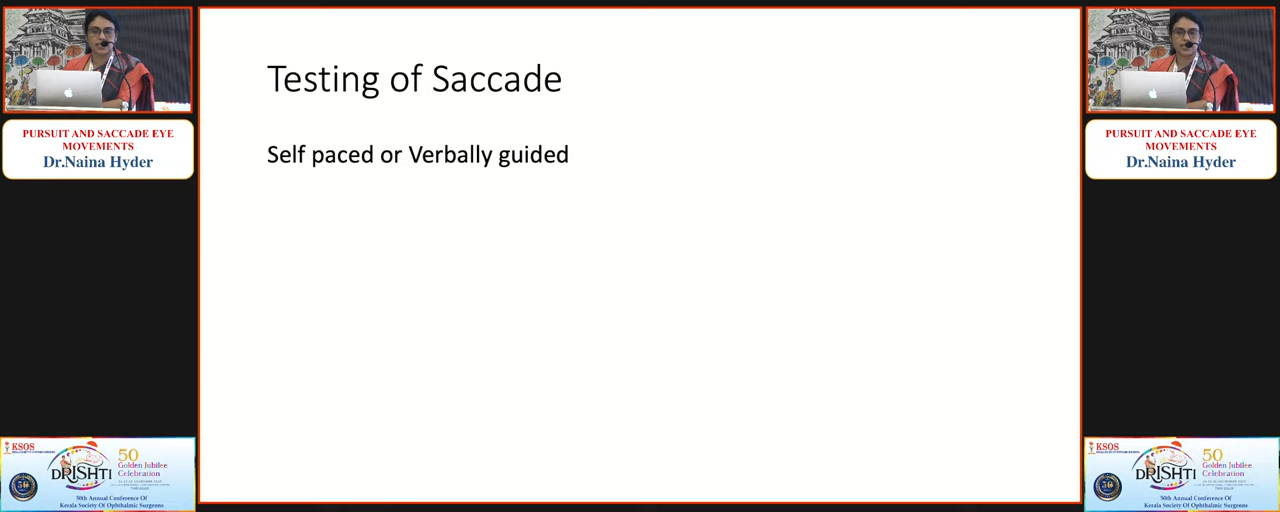 PURSUIT AND SACCADE EYE
MOVEMENTS
Dr.Naina Hyder
KSOS
DRISHTI
50
Golden Jubilee
Celebration
50th Annual Conference Of
Kerala Society Of Ophthalmic Surgeons
Testing of Saccade
Self paced or Verbally guided
PURSUIT AND SACCADE EYE
MOVEMENTS
Dr.Naina Hyder
KSOS
DRISHTI
50
Golden Jubilee
Celebration
50th Annual Conference Of
Kerala Society Of Ophthalmic Surgeons